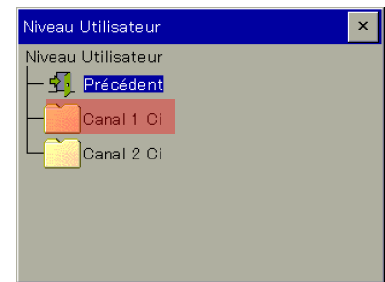 Niveau Utilisateur
Niveau Utilisateur
Précédent
Canal 1 Ci
Canal 2 Ci